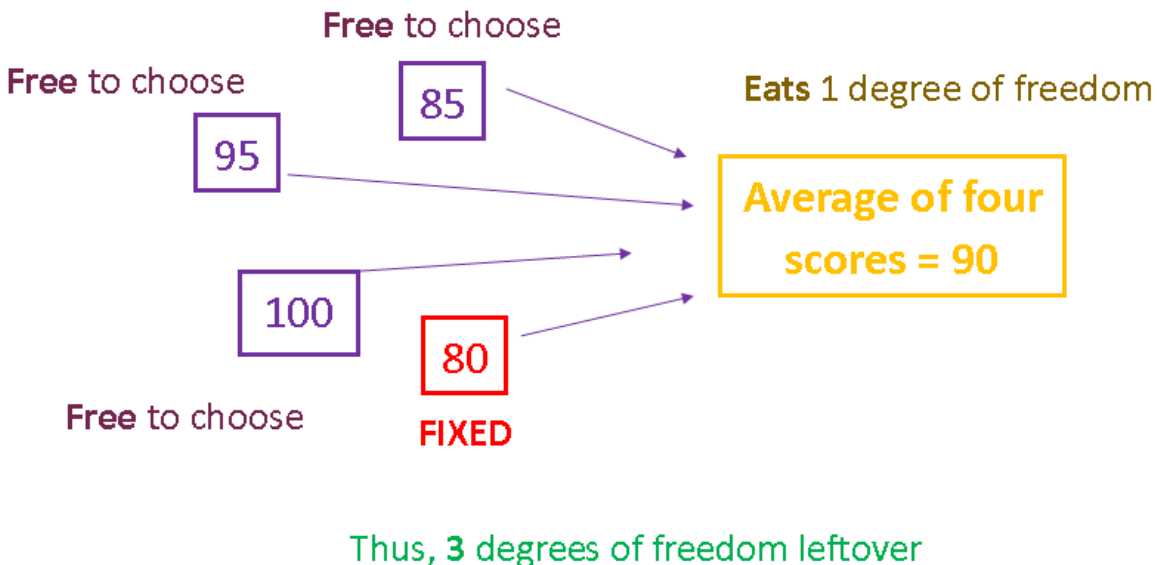 Free to choose
Free to choose
85
Eats 1 degree of freedom
95
Average of four
scores = 90
100
80
Free to choose
FIXED
Thus, 3 degrees of freedom leftover